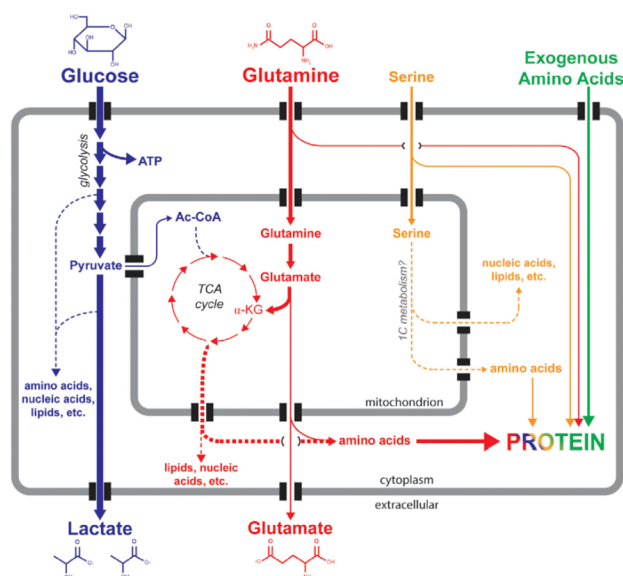 Glucose
Glutamine
Serine
Exogenous
Amino Acids
glycolysis
ATP
Ac-CoA
Pyruvate
Glutamine
Glutamate
TCA
cycle
α-KG
Serine
1C metabolism?
nucleic acids,
lipids, etc.
amino acids
amino acids,
nucleic acids,
lipids, etc.
mitochondrion
amino acids
PROTEIN
lipids, nucleic
acids, etc.
cytoplasm
extracellular
Lactate
Glutamate